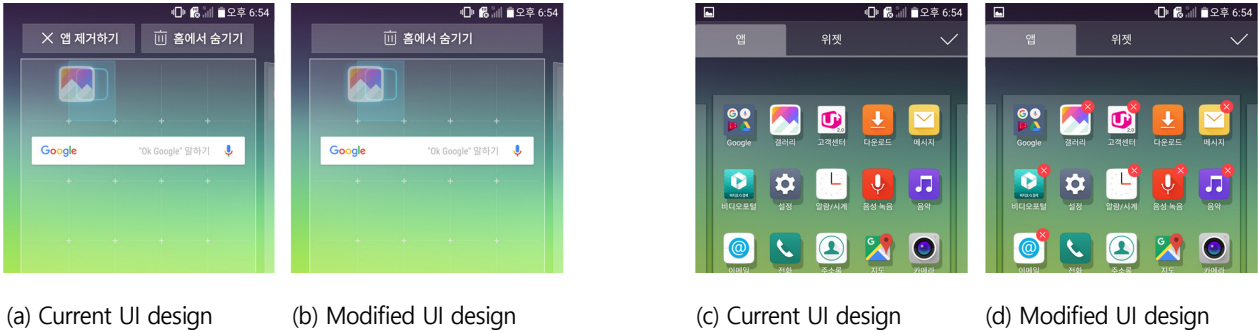 오후 6:54
✕ 앱 제거하기 홈에서 숨기기
Google "Ok Google" 말하기
(a) Current UI design
오후 6:54
홈에서 숨기기
Google "Ok Google" 말하기
(b) Modified UI design
오후 6:54
앱 위젯
Google 갤러리 고객센터 다운로드 메시지
비디오포털 설정 알람/시계 음성 녹음 음악
이메일 전화 주소록 지도 카메라
(c) Current UI design
오후 6:54
앱 위젯
Google 갤러리 고객센터 다운로드 메시지
비디오포털 설정 알람/시계 음성 녹음 음악
이메일 전화 주소록 지도 카메라
(d) Modified UI design